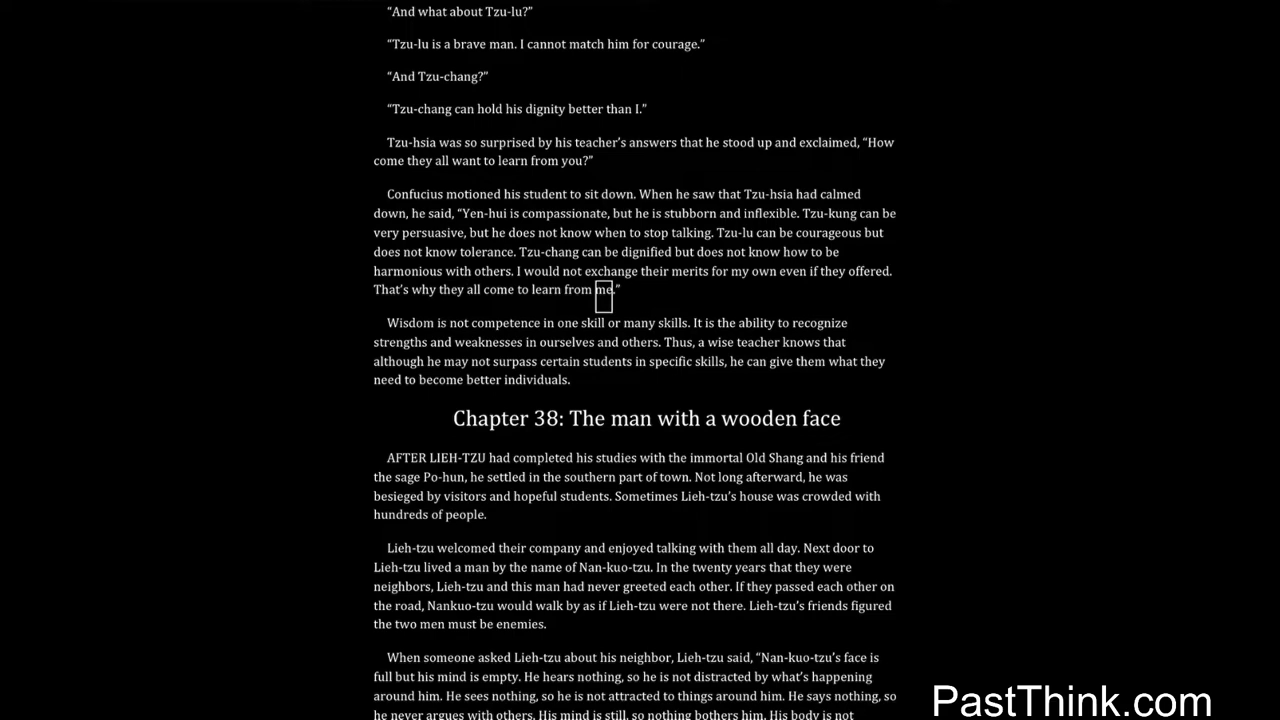 “And what about Tzu-lu?”
“Tzu-lu is a brave man. I cannot match him for courage.”
“And Tzu-chang?”
“Tzu-chang can hold his dignity better than I.”
Tzu-hsia was so surprised by his teacher’s answers that he stood up and exclaimed, “How
come they all want to learn from you?”
Confucius motioned his student to sit down. When he saw that Tzu-hsia had calmed
down, he said, “Yen-hui is compassionate, but he is stubborn and inflexible. Tzu-kung can be
very persuasive, but he does not know when to stop talking. Tzu-lu can be courageous but
does not know tolerance. Tzu-chang can be dignified but does not know how to be
harmonious with others. I would not exchange their merits for my own even if they offered.
That’s why they all come to learn from me.”
Wisdom is not competence in one skill or many skills. It is the ability to recognize
strengths and weaknesses in ourselves and others. Thus, a wise teacher knows that
although he may not surpass certain students in specific skills, he can give them what they
need to become better individuals.
Chapter 38: The man with a wooden face
AFTER LIEH-TZU had completed his studies with the immortal Old Shang and his friend
the sage Po-hun, he settled in the southern part of town. Not long afterward, he was
besieged by visitors and hopeful students. Sometimes Lieh-tzu’s house was crowded with
hundreds of people.
Lieh-tzu welcomed their company and enjoyed talking with them all day. Next door to
Lieh-tzu lived a man by the name of Nan-kuo-tzu. In the twenty years that they were
neighbors, Lieh-tzu and this man had never greeted each other. If they passed each other on
the road, Nankuo-tzu would walk by as if Lieh-tzu were not there. Lieh-tzu’s friends figured
the two men must be enemies.
When someone asked Lieh-tzu about his neighbor, Lieh-tzu said, “Nan-kuo-tzu’s face is
full but his mind is empty. He hears nothing, so he is not distracted by what’s happening
around him. He sees nothing, so he is not attracted to things around him. He says nothing, so
he never argues with others. His mind is still, so nothing bothers him. His body is not
PastThink.com